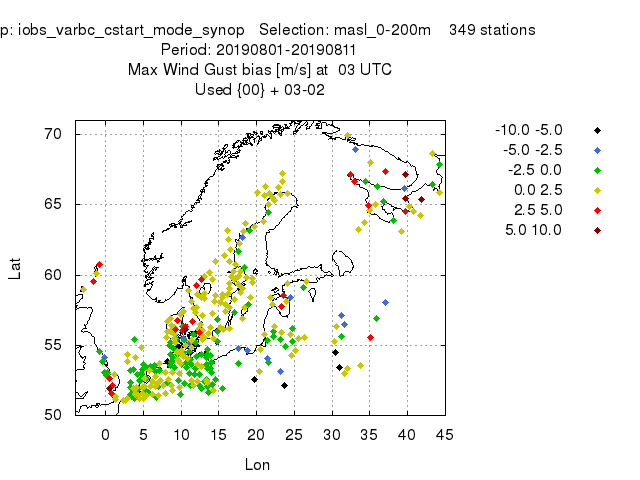 p: iobs_varbc_cstart_mode_synop   Selection: masl_0-200m    349 stations
Period: 20190801-20190811
Max Wind Gust bias [m/s] at  03 UTC
Used {00} + 03-02
70
65
60
55
50
0 5 10 15 20 25 30 35 40 45
Lat
Lon
-10.0 -5.0
-5.0 -2.5
-2.5 0.0
0.0 2.5
2.5 5.0
5.0 10.0